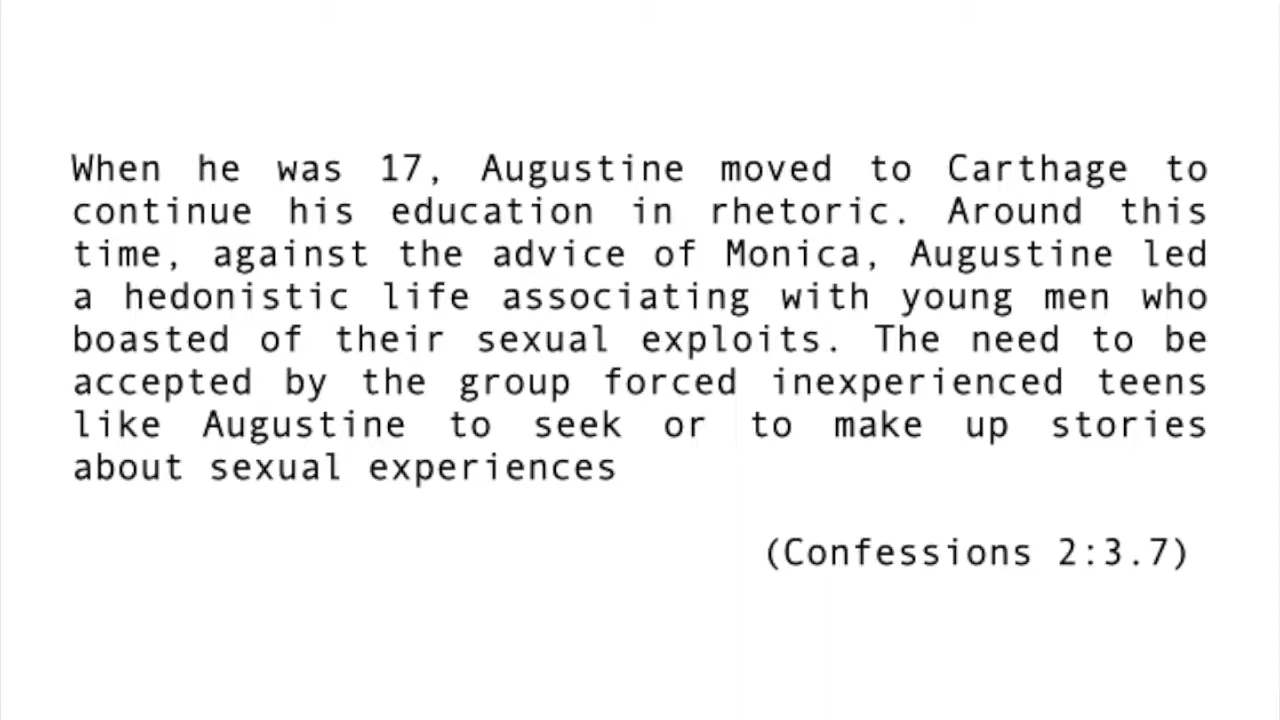 When he was 17, Augustine moved to Carthage to
continue his education in rhetoric. Around this
time, against the advice of Monica, Augustine led
a hedonistic life associating with young men who
boasted of their sexual exploits. The need to be
accepted by the group forced inexperienced teens
like Augustine to seek or to make up stories
about sexual experiences
(Confessions 2:3.7)